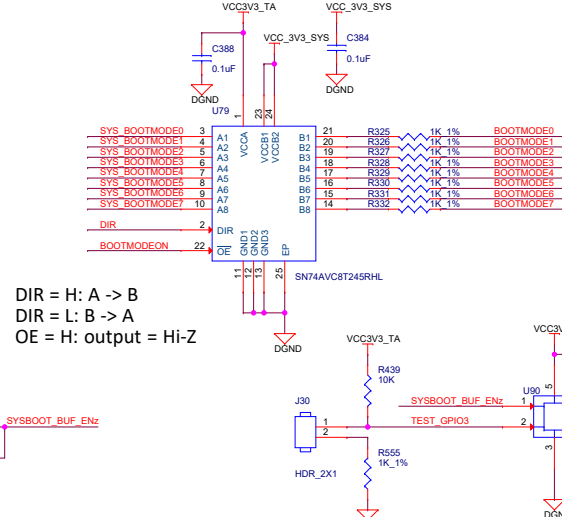 VCC3V3_TA
VCC_3V3_SYS
C388
0.1uF
VCC_3V3_SYS
C384
0.1uF
DGND
DGND
U79
1
23
24
SYS_BOOTMODE0 3 A1 VCCA VCCB1 VCCB2 B1 21 R325 1K_1% BOOTMODE0
SYS_BOOTMODE1 4 A2 B2 20 R326 1K_1% BOOTMODE1
SYS_BOOTMODE2 5 A3 B3 19 R327 1K_1% BOOTMODE2
SYS_BOOTMODE3 6 A4 B4 18 R328 1K_1% BOOTMODE3
SYS_BOOTMODE4 7 A5 B5 17 R329 1K_1% BOOTMODE4
SYS_BOOTMODE5 8 A6 B6 16 R330 1K_1% BOOTMODE5
SYS_BOOTMODE6 9 A7 B7 15 R331 1K_1% BOOTMODE6
SYS_BOOTMODE7 10 A8 B8 14 R332 1K_1% BOOTMODE7
DIR 2 DIR
BOOTMODEON 22 OE GND1 GND2 GND3 EP
11 12 13 25
SN74AVC8T245RHL
DIR = H: A -> B
DIR = L: B -> A
OE = H: output = Hi-Z
DGND
VCC3V3_TA
VCC3V
R439
10K
U90
5
J30
SYSBOOT_BUF_ENz 1
SYSBOOT_BUF_ENz
1
TEST_GPIO3 2
2
R555
1K_1%
3
HDR_2X1
DGN